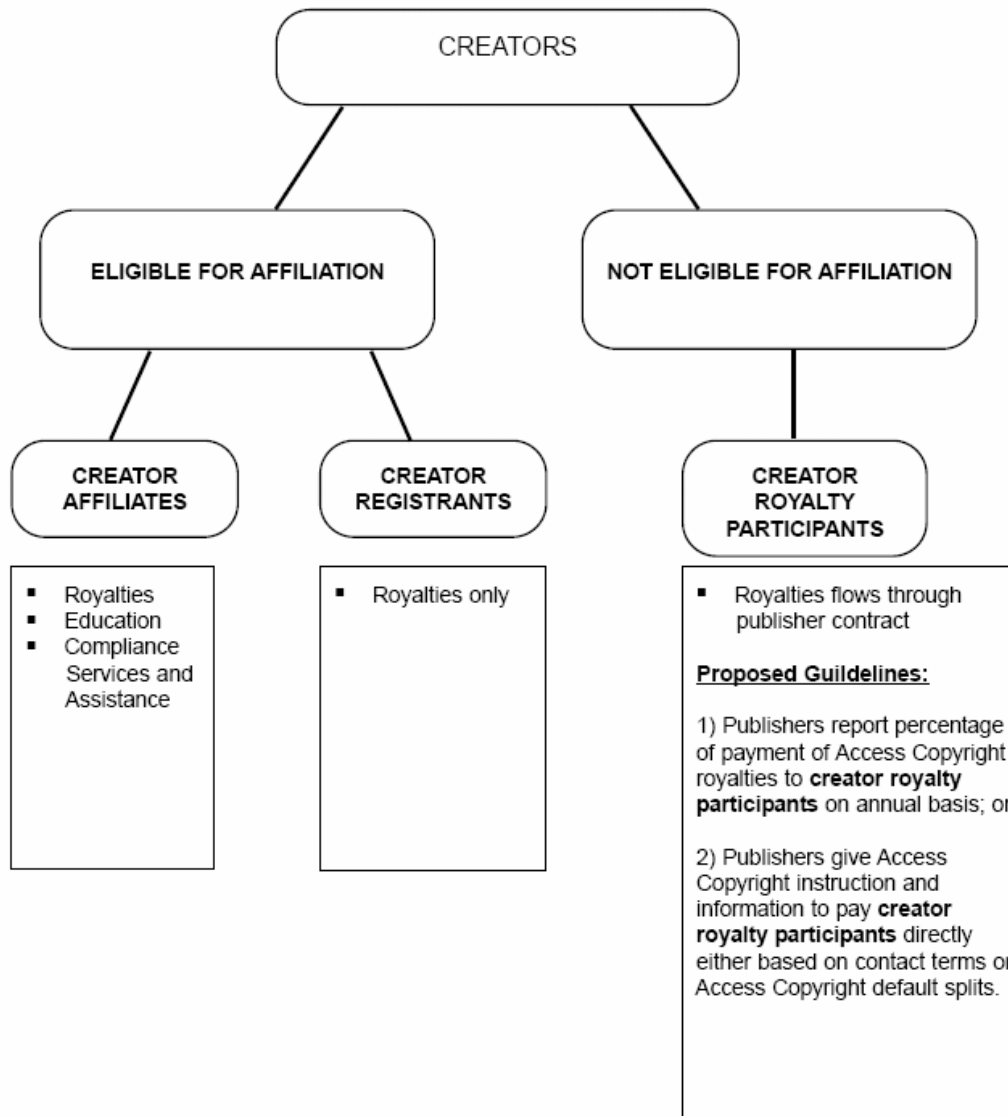 CREATORS
ELIGIBLE FOR AFFILIATION
NOT ELIGIBLE FOR AFFILIATION
CREATOR
AFFILIATES
CREATOR
REGISTRANTS
CREATOR
ROYALTY
PARTICIPANTS
▪ Royalties
▪ Education
▪ Compliance
Services and
Assistance
▪ Royalties only
▪ Royalties flows through
publisher contract
Proposed Guildelines:
1) Publishers report percentage
of payment of Access Copyright
royalties to creator royalty
participants on annual basis; or
2) Publishers give Access
Copyright instruction and
information to pay creator
royalty participants directly
either based on contact terms or
Access Copyright default splits.